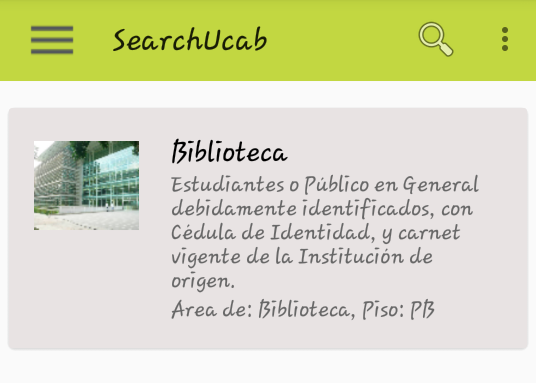 SearchUcab
Biblioteca
Estudiantes o Público en General
debidamente identificados, con
Cédula de Identidad, y carnet
vigente de la Institución de
origen.
Area de: Biblioteca, Piso: PB